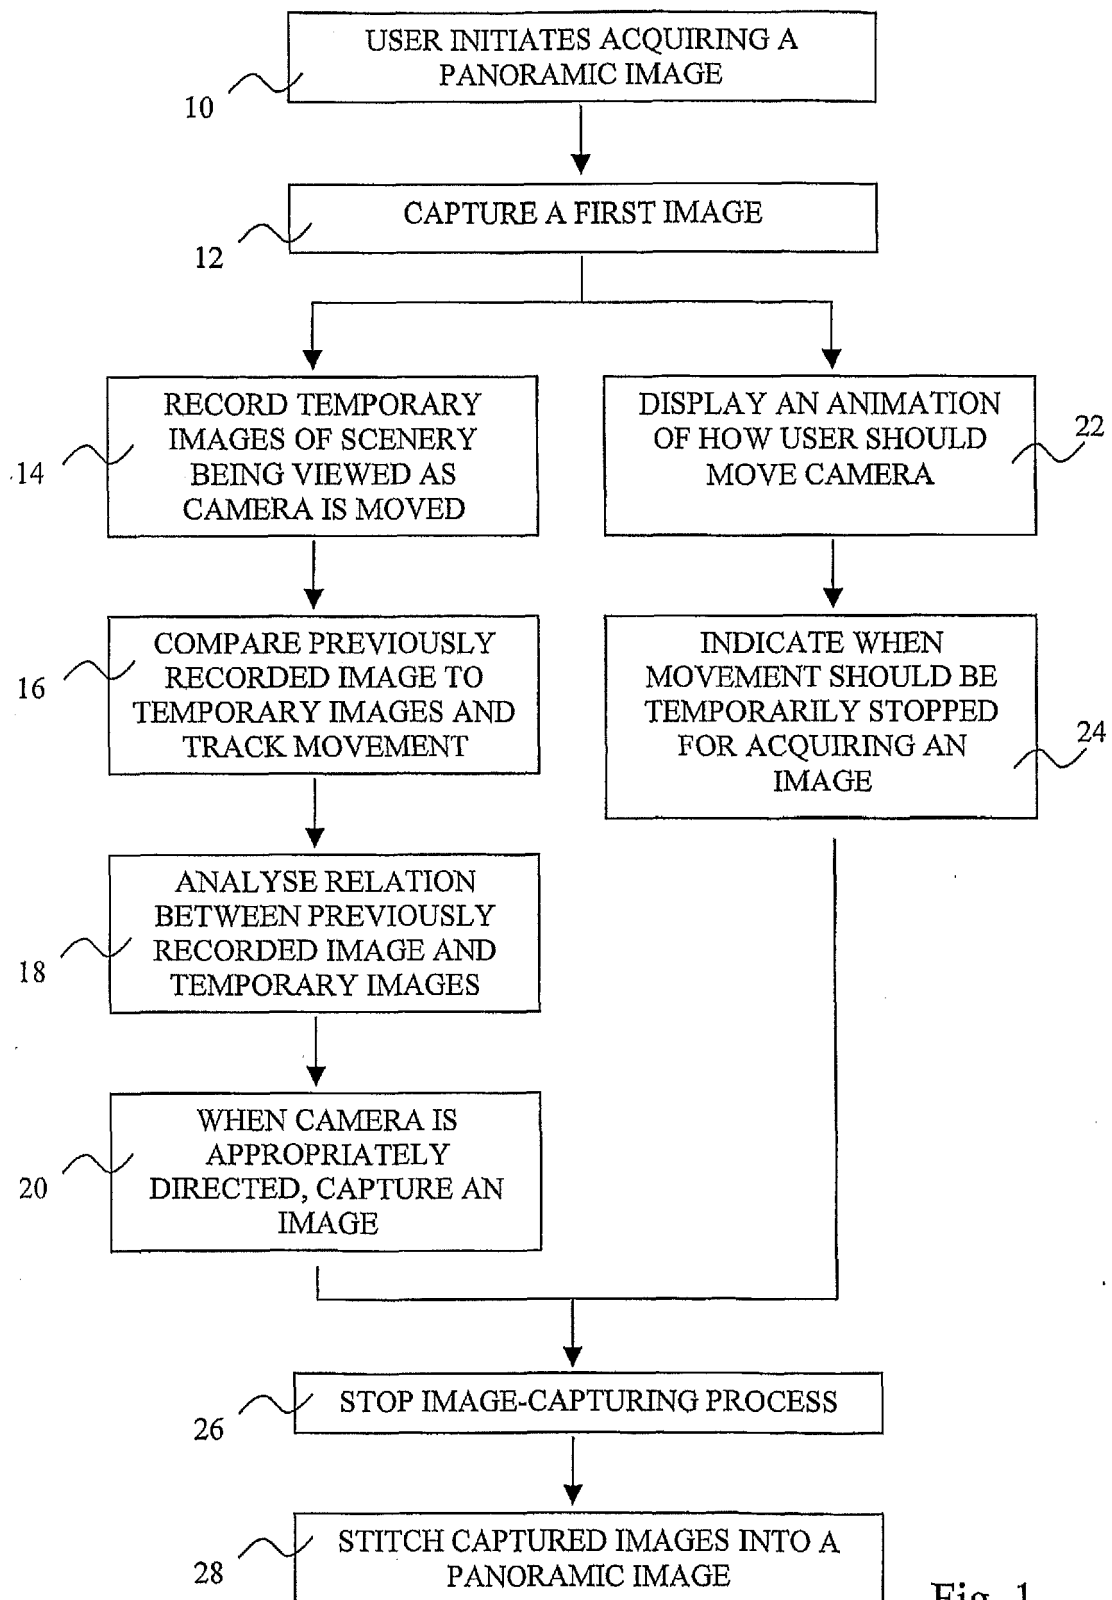 USER INITIATES ACQUIRING A
PANORAMIC IMAGE
10
CAPTURE A FIRST IMAGE
12
RECORD TEMPORARY
IMAGES OF SCENERY
BEING VIEWED AS
CAMERA IS MOVED
14
DISPLAY AN ANIMATION
OF HOW USER SHOULD
MOVE CAMERA
22
COMPARE PREVIOUSLY
RECORDED IMAGE TO
TEMPORARY IMAGES AND
TRACK MOVEMENT
16
INDICATE WHEN
MOVEMENT SHOULD BE
TEMPORARILY STOPPED
FOR ACQUIRING AN
IMAGE
24
ANALYSE RELATION
BETWEEN PREVIOUSLY
RECORDED IMAGE AND
TEMPORARY IMAGES
18
WHEN CAMERA IS
APPROPRIATELY
DIRECTED, CAPTURE AN
IMAGE
20
STOP IMAGE-CAPTURING PROCESS
26
STITCH CAPTURED IMAGES INTO A
PANORAMIC IMAGE
28
Fig. 1